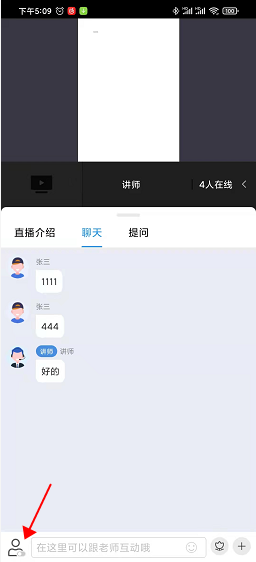 下午5:09
100
讲师
4人在线
直播介绍
聊天
提问
张三
1111
张三
444
讲师 讲师
好的
在这里可以跟老师互动哦